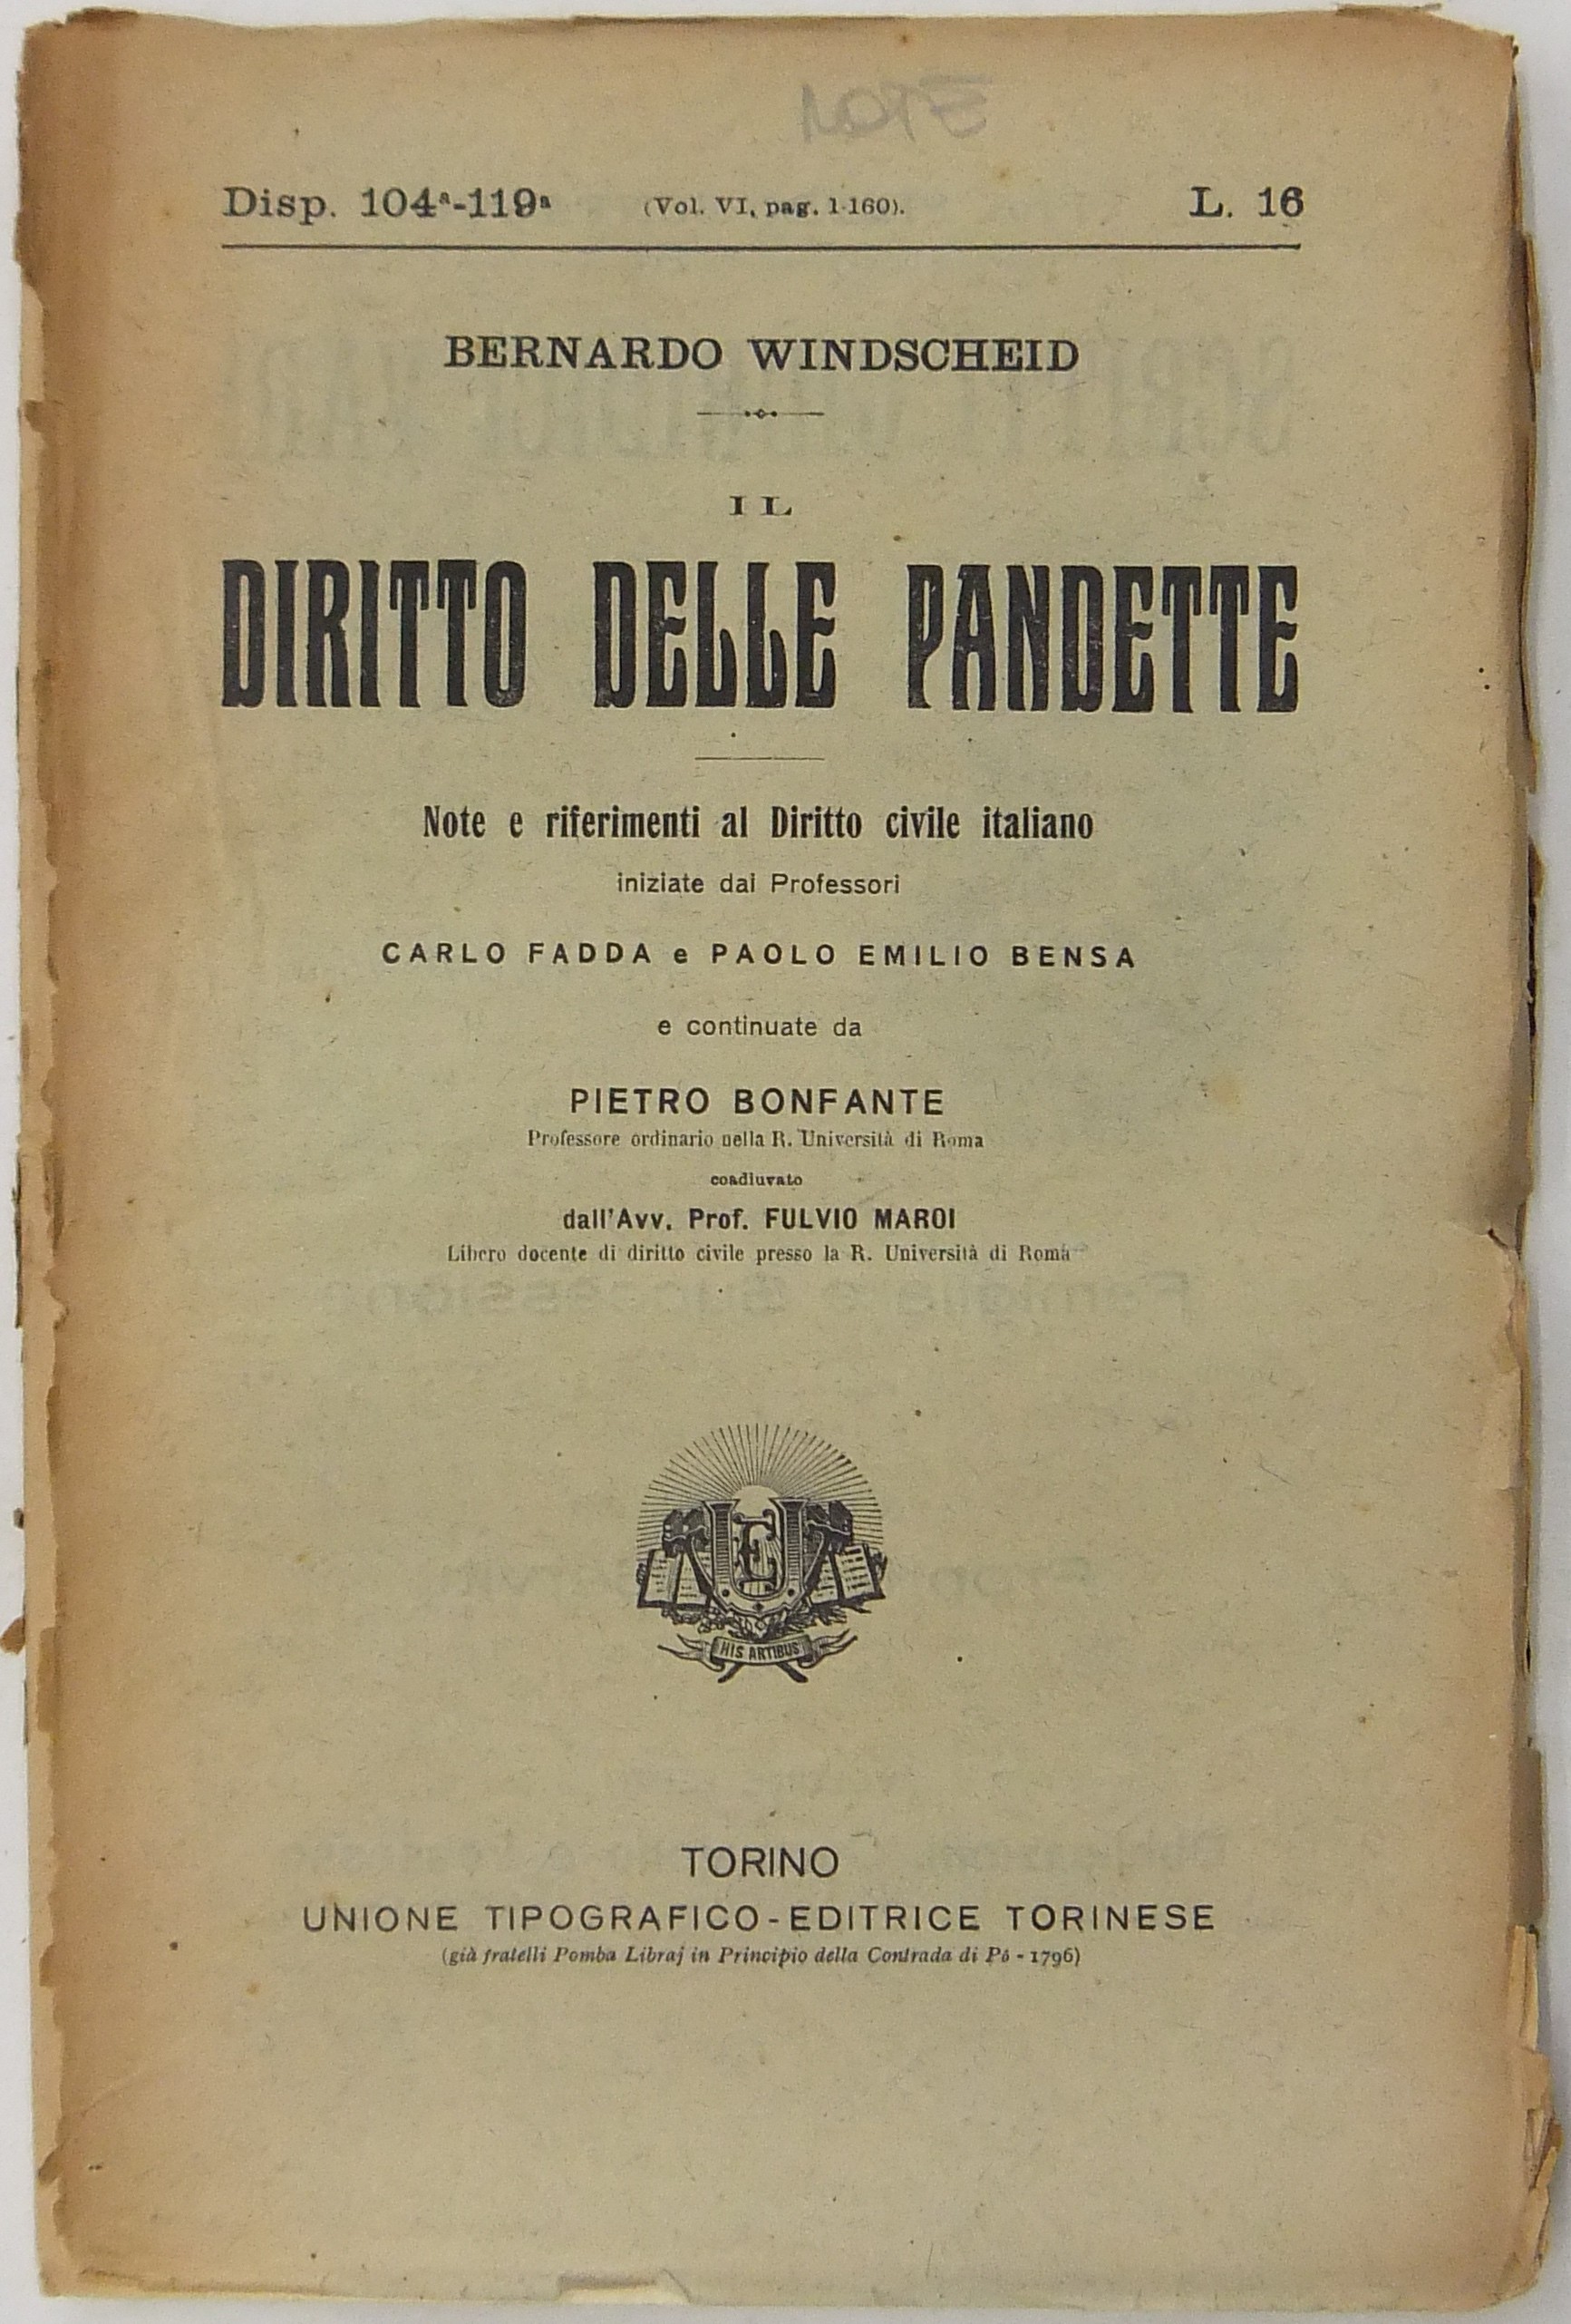 NOTE
Disp. 104ª-119ª (Vol. VI, pag. 1-160). L. 16
BERNARDO WINDSCHEID
IL
DIRITTO DELLE PANDETTE
Note e riferimenti al Diritto civile italiano
iniziate dai Professori
CARLO FADDA e PAOLO EMILIO BENSA
e continuate da
PIETRO BONFANTE
Professore ordinario nella R. Università di Roma
coadiuvato
dall'Avv. Prof. FULVIO MAROI
Libero docente di diritto civile presso la R. Università di Roma
UE
HIS ARTIBUS
TORINO
UNIONE TIPOGRAFICO-EDITRICE TORINESE
(già fratelli Pomba Libraj in Principio della Contrada di Pò - 1796)